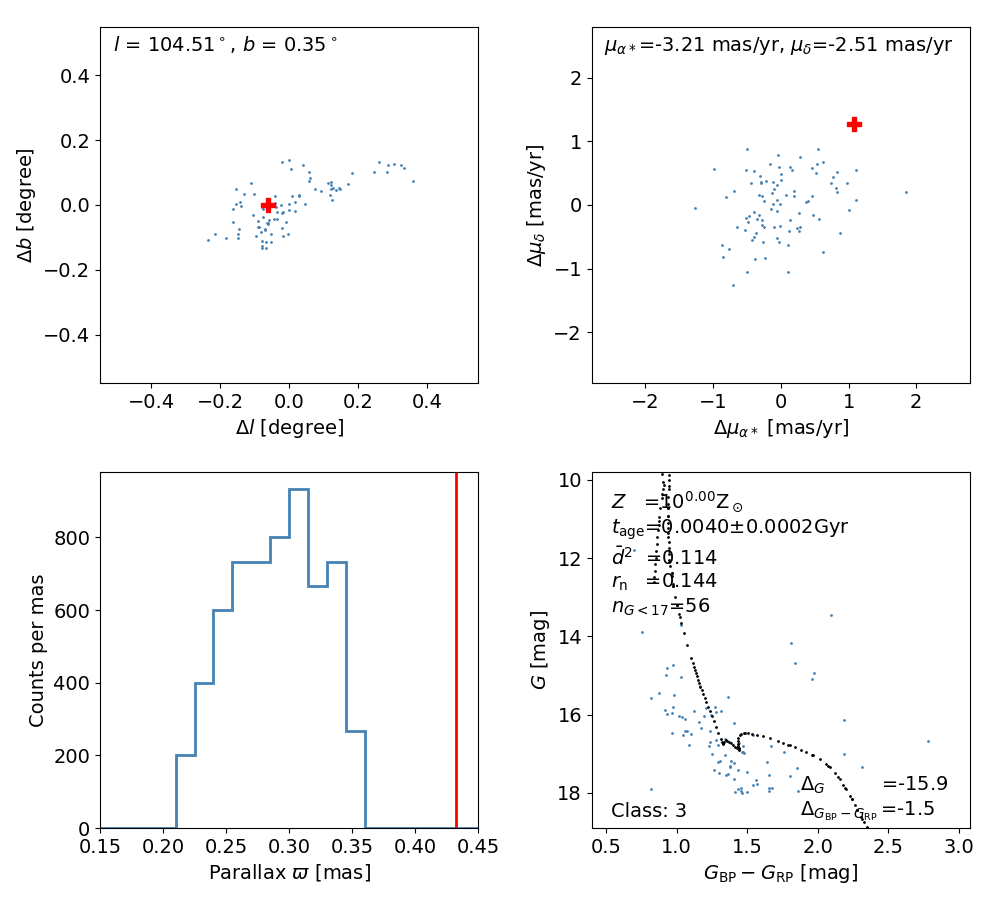 l = 104.51°, b = 0.35°
0.4
0.2
0.0
−0.2
−0.4
Δb [degree]
−0.4 −0.2 0.0 0.2 0.4
Δl [degree]
μα*=-3.21 mas/yr, μδ=-2.51 mas/yr
2
1
0
−1
−2
Δμδ [mas/yr]
−2 −1 0 1 2
Δμα* [mas/yr]
800
600
400
200
0
Counts per mas
0.15 0.20 0.25 0.30 0.35 0.40 0.45
Parallax ϖ [mas]
10
12
14
16
18
G [mag]
Z =10^0.00 Z⊙
t_age=0.0040±0.0002Gyr
d̄²˙ =0.114
r_n =0.144
n_G<17=56
Δ_G =-15.9
Class: 3 Δ_GBP−GRP =-1.5
0.5 1.0 1.5 2.0 2.5 3.0
G_BP − G_RP [mag]